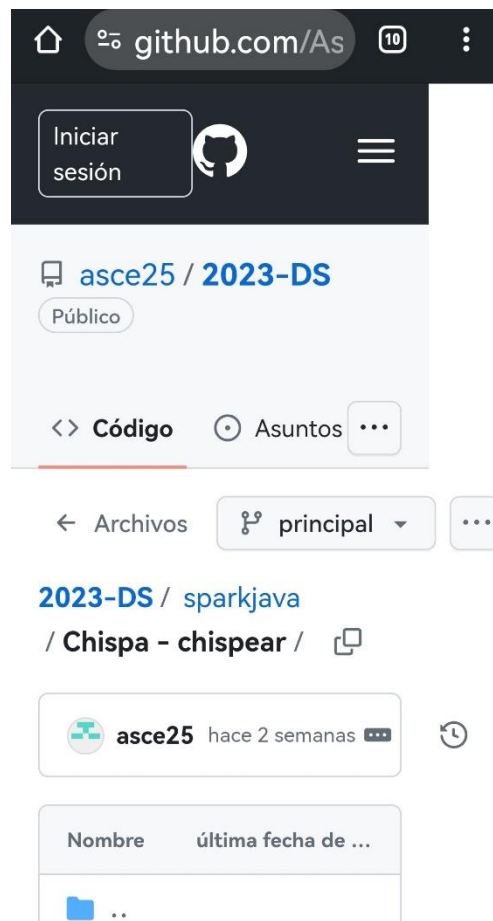 github.com/As 10
Iniciar
sesión
asce25 / 2023-DS
Público
<> Código Asuntos ...
← Archivos principal ...
2023-DS / sparkjava
/ Chispa - chispear /
asce25 hace 2 semanas ...
Nombre última fecha de ...
..